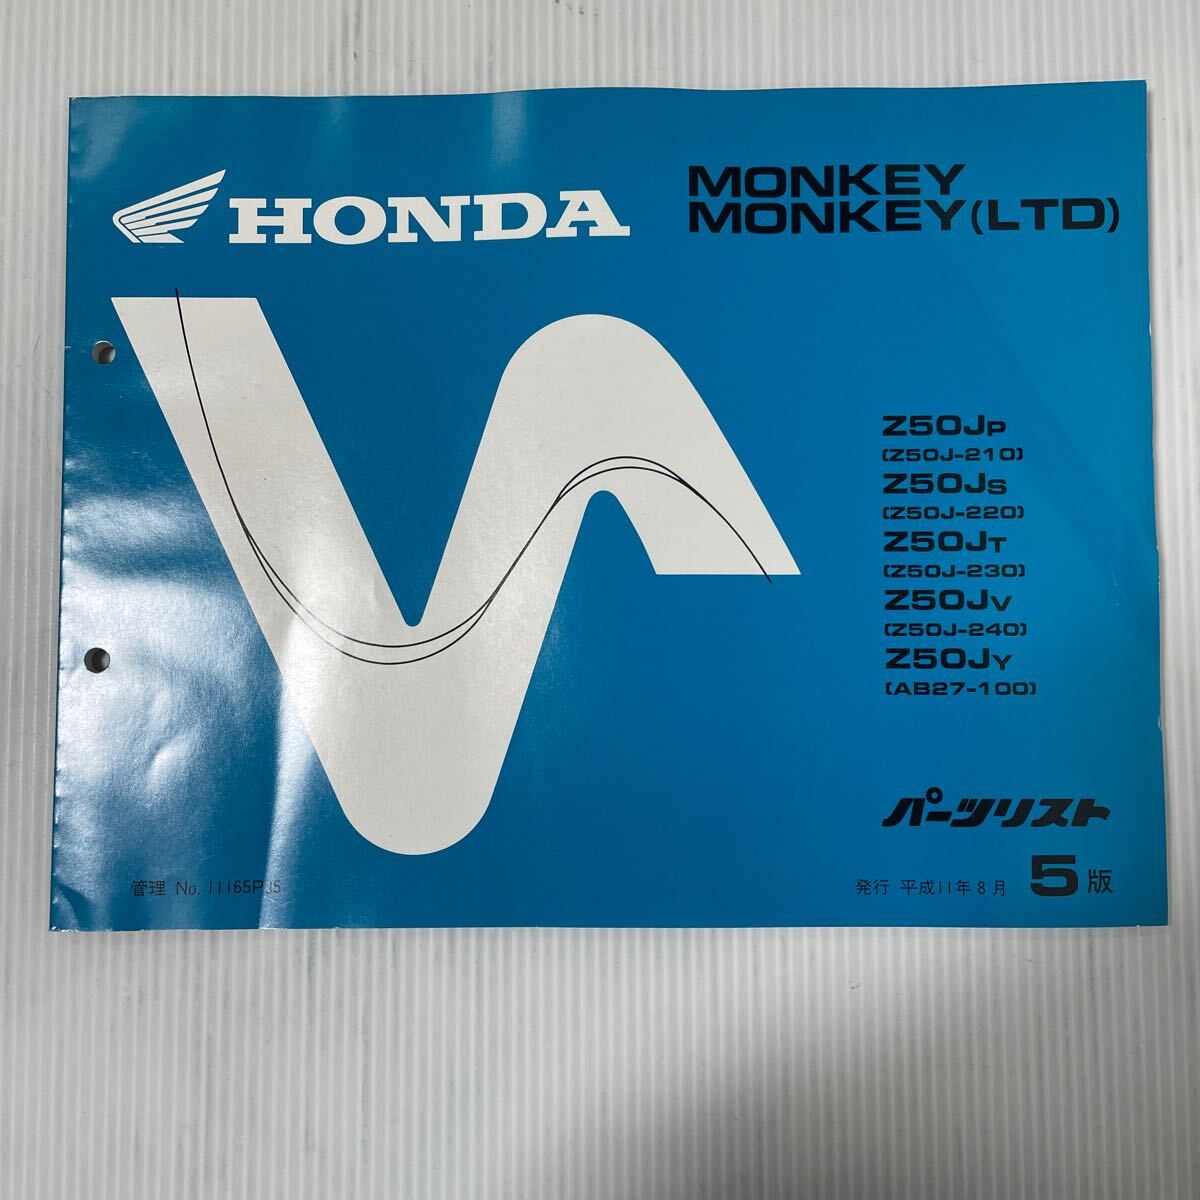 HONDA
MONKEY
MONKEY(LTD)
Z50JP
(Z50J-210)
Z50JS
(Z50J-220)
Z50JT
(Z50J-230)
Z50JV
(Z50J-240)
Z50JY
(AB27-100)
パーツリスト
管理 No. 11165PJ5
発行 平成11年8月 5版